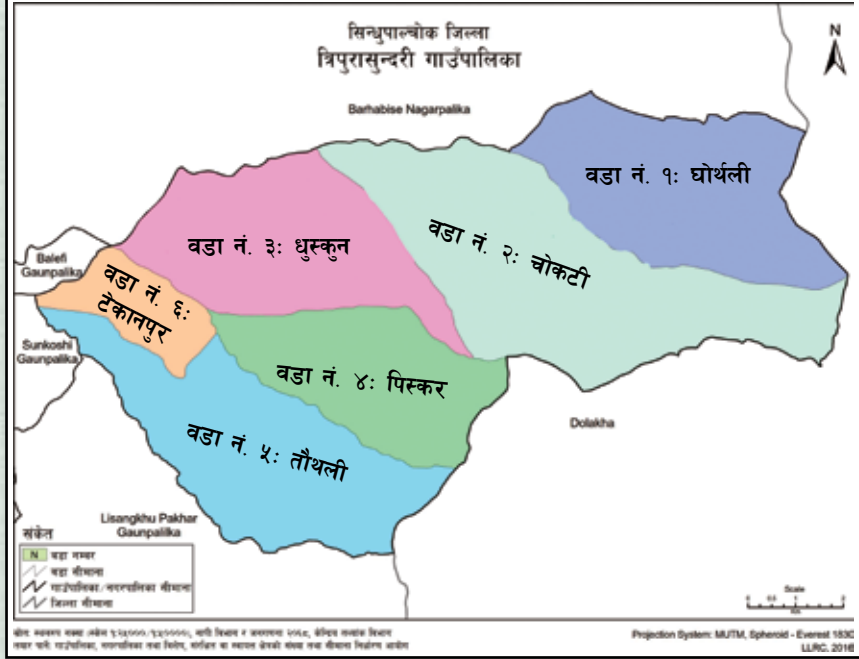 सिन्धुपाल्चोक जिल्ला
त्रिपुरासुन्दरी गाउँपालिका
N
Barhabise Nagarpalika
वडा नं. १: घोर्थली
वडा नं. २: चोकटी
वडा नं. ३: धुस्कुन
Balefi
Gaunpalika
वडा नं. ६:
टेकानपुर
Sunkoshi
Gaunpalika
वडा नं. ४: पिस्कर
Dolakha
वडा नं. ५: तौथली
Lisangkhu Pakhar
Gaunpalilka
संकेत
N वडा नम्बर
वडा सीमाना
गाउँपालिका/नगरपालिका सीमाना
जिल्ला सीमाना
Scale
Projection System: MUTM, Spheroid - Everest 1830
LLRC, 2016